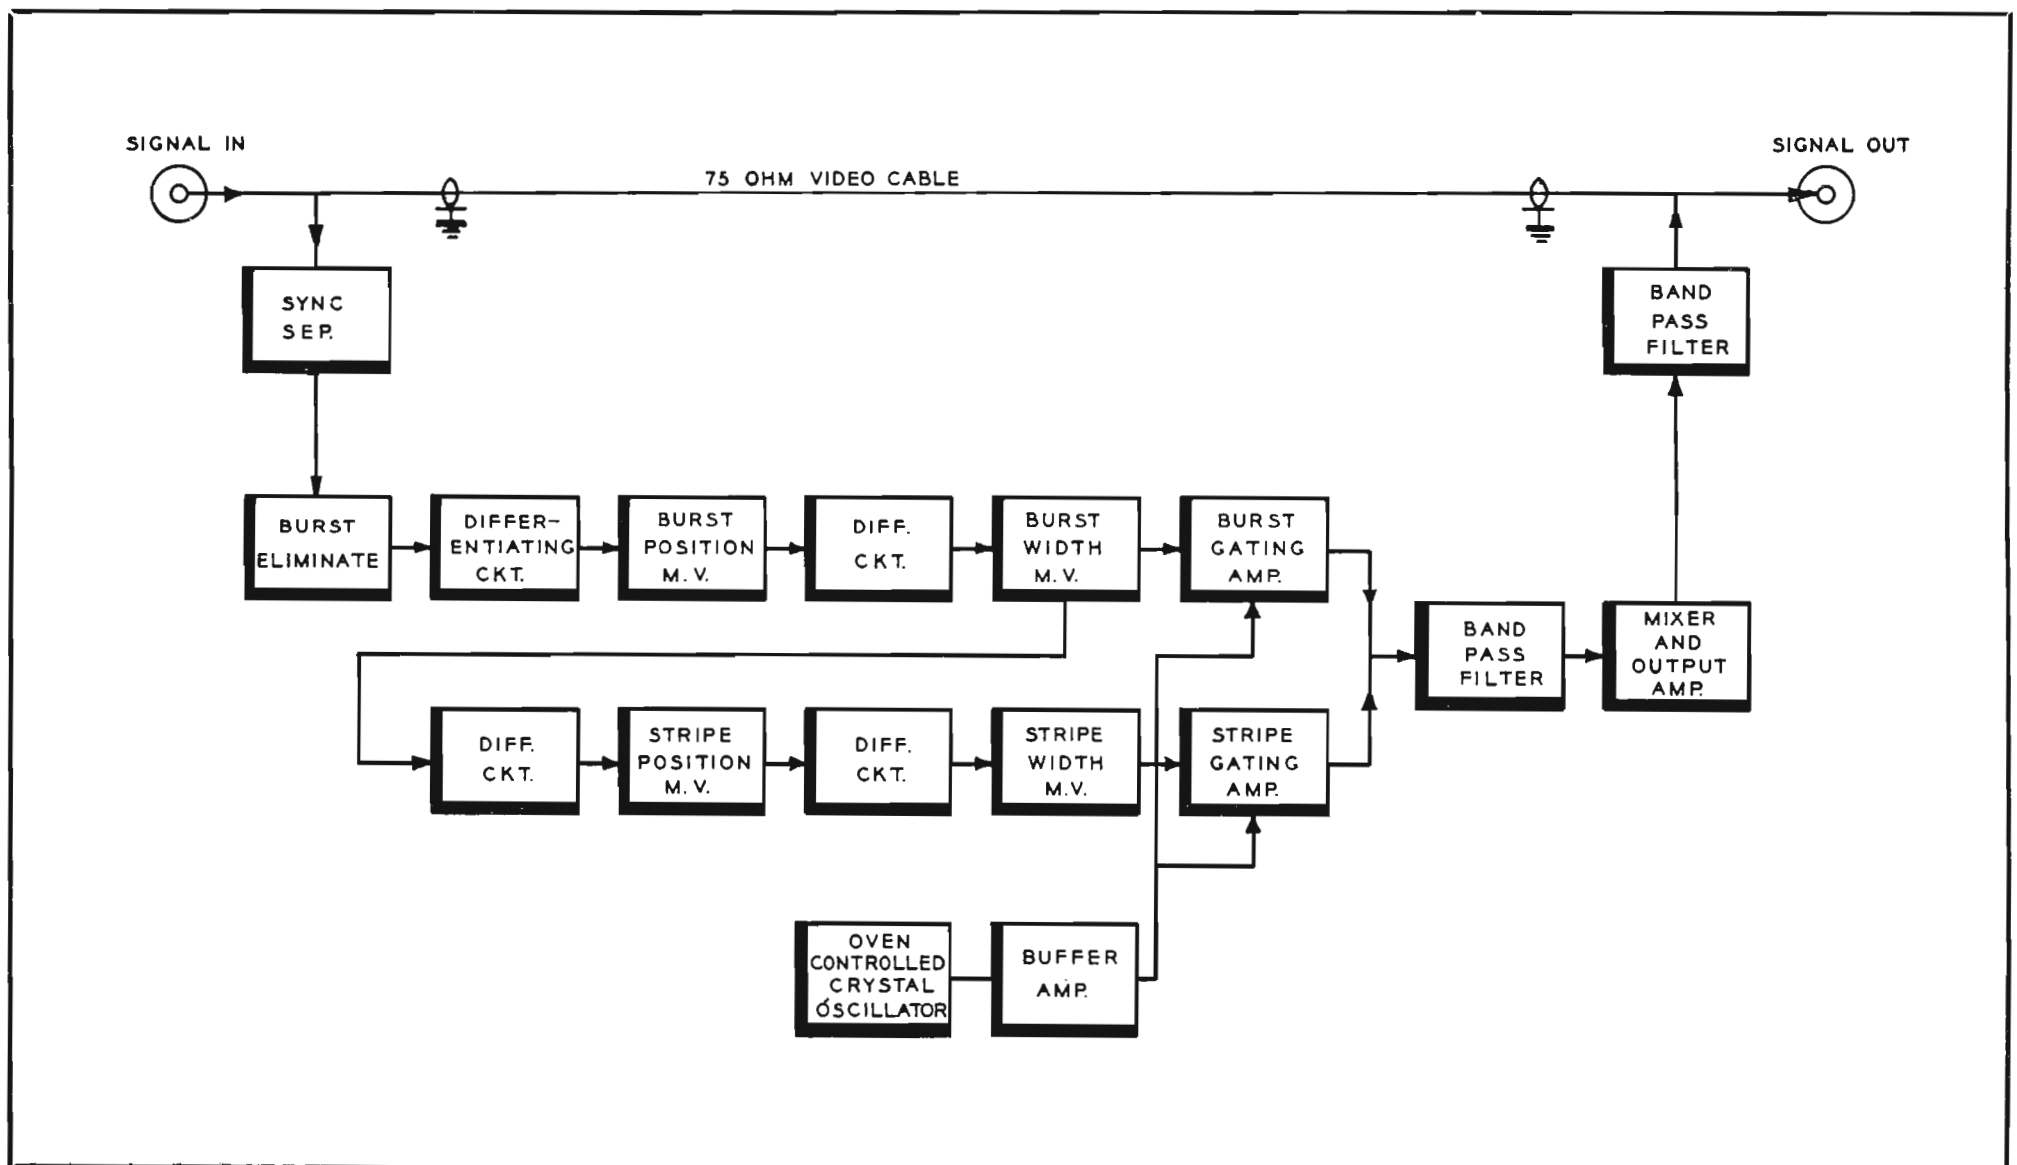 SIGNAL IN
SIGNAL OUT
75 OHM VIDEO CABLE
SYNC
SEP.
BAND
PASS
FILTER
BURST
ELIMINATE
DIFFER-
ENTIATING
CKT.
BURST
POSITION
M.V.
DIFF.
CKT.
BURST
WIDTH
M.V.
BURST
GATING
AMP.
BAND
PASS
FILTER
MIXER
AND
OUTPUT
AMP.
DIFF.
CKT.
STRIPE
POSITION
M.V.
DIFF.
CKT.
STRIPE
WIDTH
M.V.
STRIPE
GATING
AMP.
OVEN
CONTROLLED
CRYSTAL
OSCILLATOR
BUFFER
AMP.